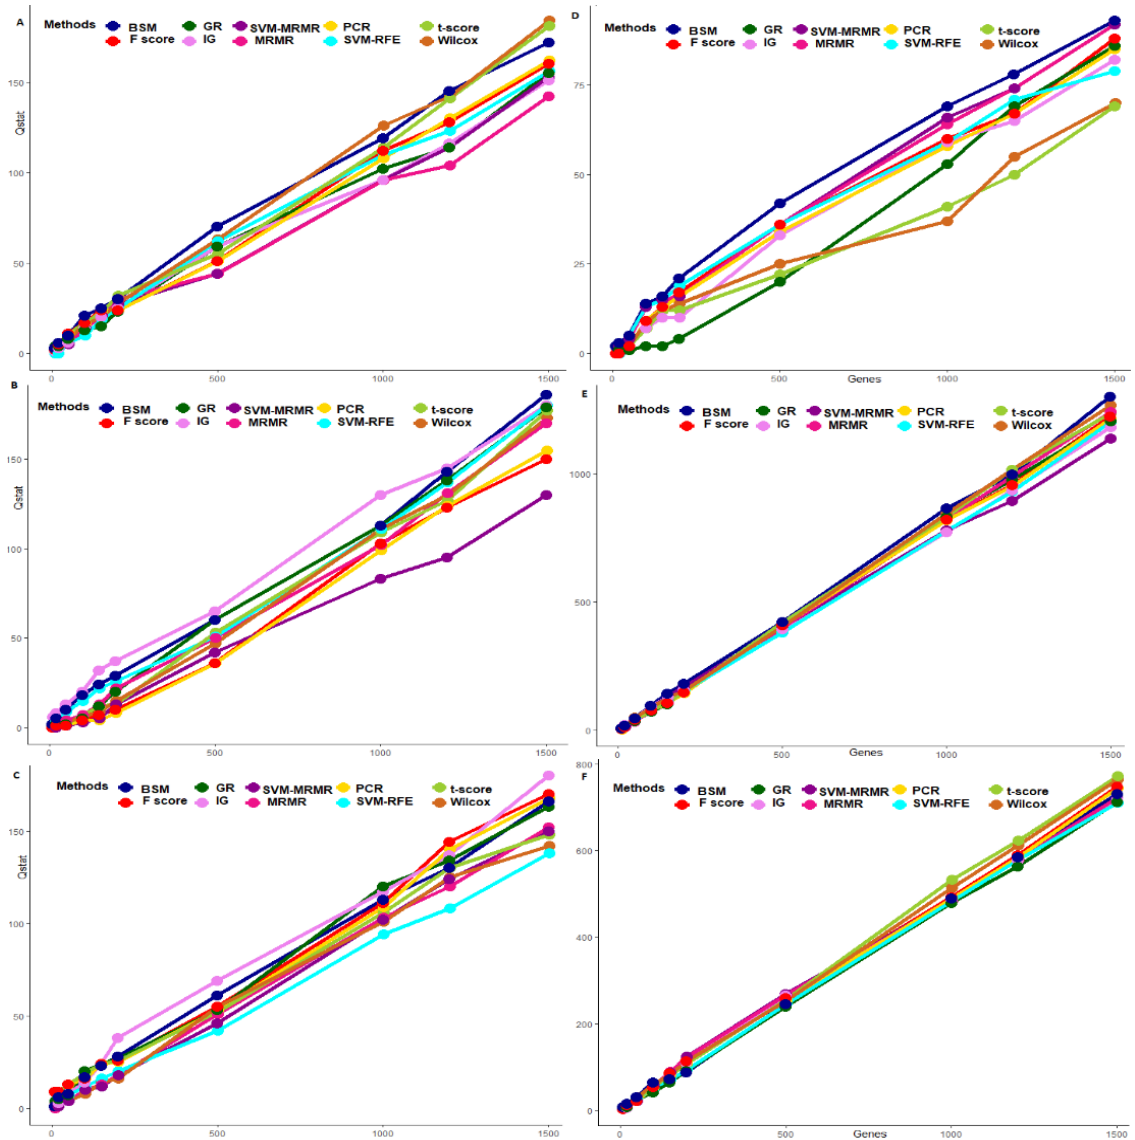 A
Methods BSM GR SVM-MRMR PCR t-score
F score IG MRMR SVM-RFE Wilcox
Qstat
150
100
50
0
0 500 1000 1500
D
Methods BSM GR SVM-MRMR PCR t-score
F score IG MRMR SVM-RFE Wilcox
75
50
25
0
0 500 1000 1500
Genes
B
Methods BSM GR SVM-MRMR PCR t-score
F score IG MRMR SVM-RFE Wilcox
Qstat
150
100
50
0
0 500 1000 1500
E
Methods BSM GR SVM-MRMR PCR t-score
F score IG MRMR SVM-RFE Wilcox
1000
500
0
0 500 1000 1500
Genes
C
Methods BSM GR SVM-MRMR PCR t-score
F score IG MRMR SVM-RFE Wilcox
Qstat
150
100
50
0
0 500 1000 1500
F
Methods BSM GR SVM-MRMR PCR t-score
F score IG MRMR SVM-RFE Wilcox
800
600
400
200
0
0 500 1000 1500
Genes